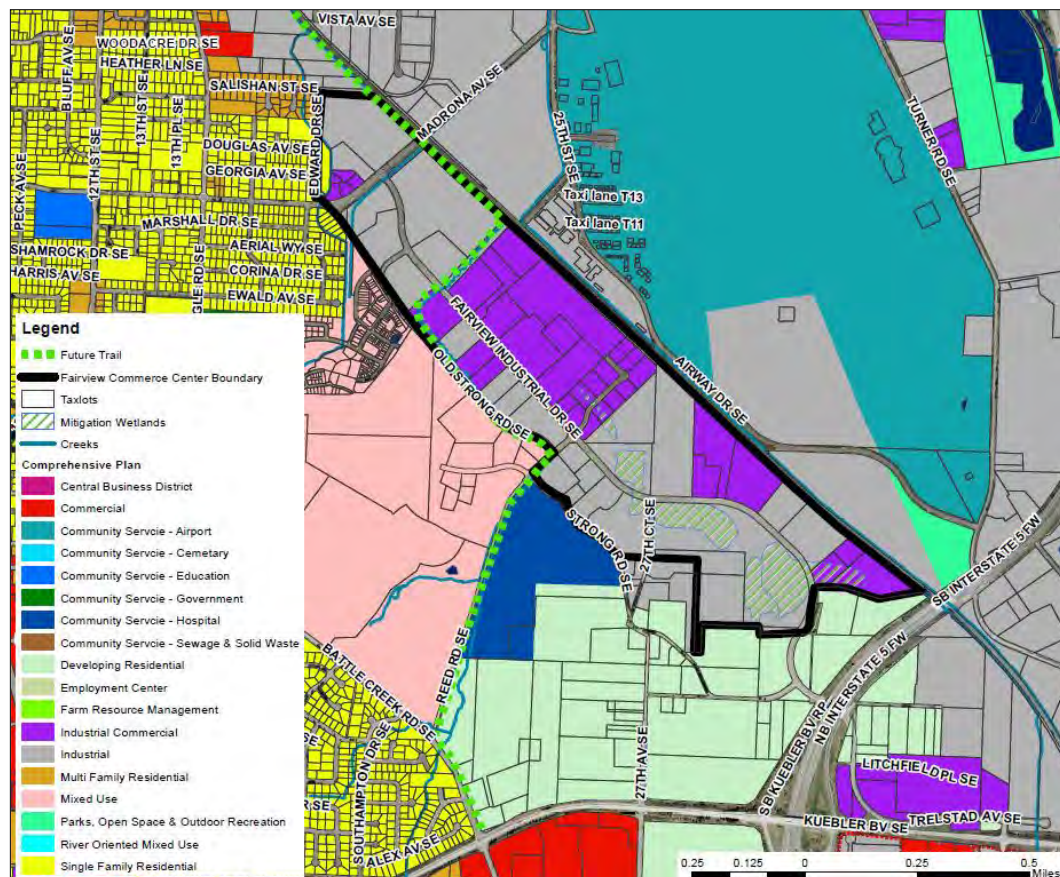 VISTA AV SE
WOODACRE DR SE
HEATHER LN SE
BLUFF AV SE
13TH ST SE
SALISHAN ST SE
MADRONA AV SE
TURNER RD SE
12TH ST SE
13TH PL SE
DOUGLAS AV SE
EDWARD DR SE
GEORGIA AV SE
25TH ST SE
PECK AV SE
Taxi lane T13
MARSHALL DR SE
Taxi lane T11
SHAMROCK DR SE
AERIAL WY SE
HARRIS AV SE
GLE RD SE
CORINA DR SE
EWALD AV SE
FAIRVIEW INDUSTRIAL DR SE
OLD STRONG RD SE
AIRWAY DR SE
STRONG RD SE
27TH CT SE
SB INTERSTATE 5 FW
NB INTERSTATE 5 FW
BATTLE CREEK RD SE
REED RD SE
SB KUEBLER BV RP
27TH AV SE
LITCHFIELD PL SE
SOUTHAMPTON DR SE
SE
R SE
ALEX AV SE
KUEBLER BV SE
TRELSTAD AV SE
Legend
Future Trail
Fairview Commerce Center Boundary
Taxlots
Mitigation Wetlands
Creeks
Comprehensive Plan
Central Business District
Commercial
Community Servcie - Airport
Community Servcie - Cemetary
Community Servcie - Education
Community Servcie - Government
Community Servcie - Hospital
Community Servcie - Sewage & Solid Waste
Developing Residential
Employment Center
Farm Resource Management
Industrial Commercial
Industrial
Multi Family Residential
Mixed Use
Parks, Open Space & Outdoor Recreation
River Oriented Mixed Use
Single Family Residential
0.25 0.125 0 0.25 0.5
Miles